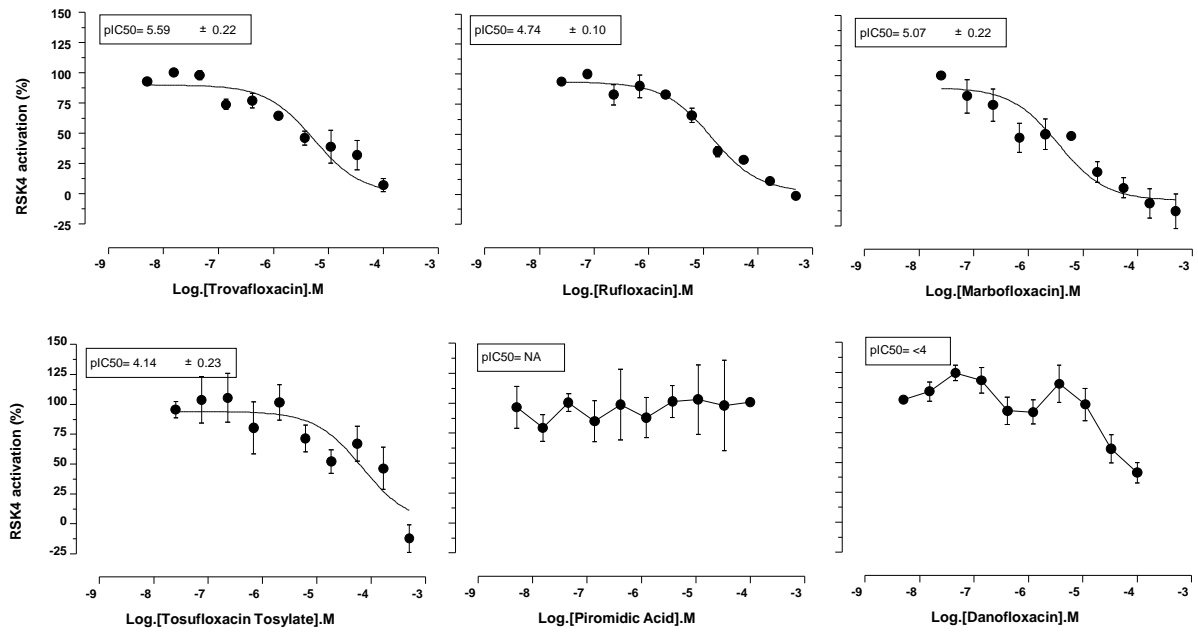 pIC50= 5.59 ± 0.22
150
125
100
75
50
25
0
-25
RSK4 activation (%)
-9 -8 -7 -6 -5 -4 -3
Log.[Trovafloxacin].M
pIC50= 4.74 ± 0.10
-9 -8 -7 -6 -5 -4 -3
Log.[Rufloxacin].M
pIC50= 5.07 ± 0.22
-9 -8 -7 -6 -5 -4 -3
Log.[Marbofloxacin].M
pIC50= 4.14 ± 0.23
150
125
100
75
50
25
0
-25
RSK4 activation (%)
-9 -8 -7 -6 -5 -4 -3
Log.[Tosufloxacin Tosylate].M
pIC50= NA
-9 -8 -7 -6 -5 -4 -3
Log.[Piromidic Acid].M
pIC50= <4
-9 -8 -7 -6 -5 -4 -3
Log.[Danofloxacin].M